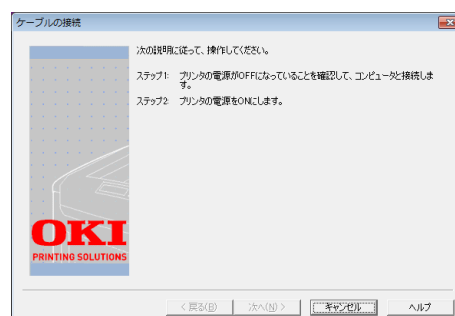 ケーブルの接続
次の説明に従って、操作してください。
ステップ1: プリンタの電源がOFFになっていることを確認して、コンピュータと接続しま
す。
ステップ2: プリンタの電源をONにします。
OKI
PRINTING SOLUTIONS
< 戻る(B) 次へ(N) > キャンセル ヘルプ